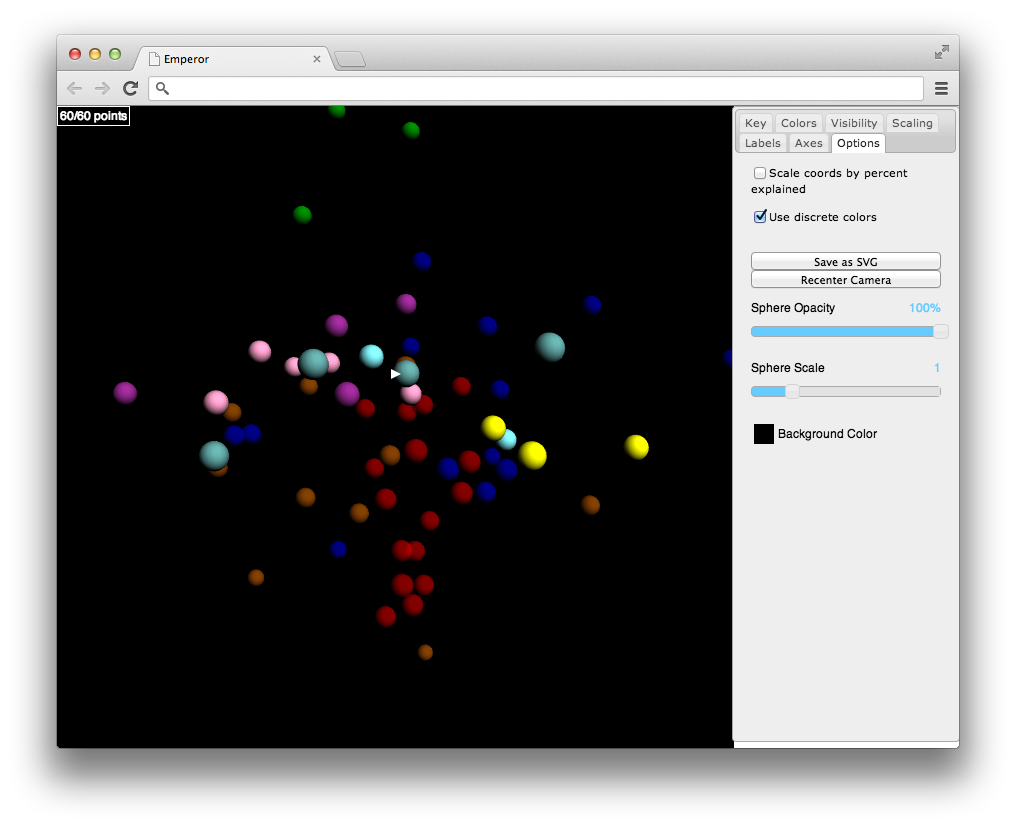 Emperor
60/60 points
Key Colors Visibility Scaling
Labels Axes Options
Scale coords by percent
explained
Use discrete colors
Save as SVG
Recenter Camera
Sphere Opacity 100%
Sphere Scale 1
Background Color